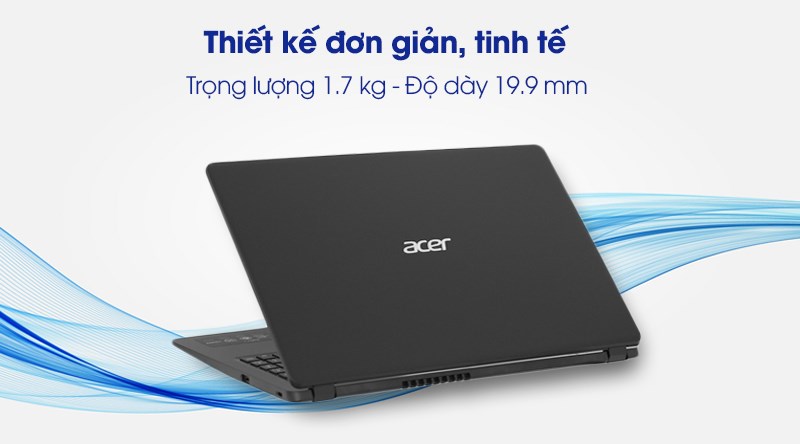 Thiết kế đơn giản, tinh tế
Trọng lượng 1.7 kg - Độ dày 19.9 mm
acer